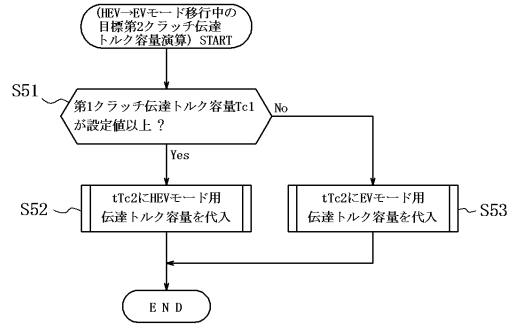 (HEV→EVモード移行中の
目標第2クラッチ伝達
トルク容量演算) START
S51
第1クラッチ伝達トルク容量Tc1
が設定値以上 ?
No
Yes
S52
tTc2にHEVモード用
伝達トルク容量を代入
tTc2にEVモード用
伝達トルク容量を代入
S53
END